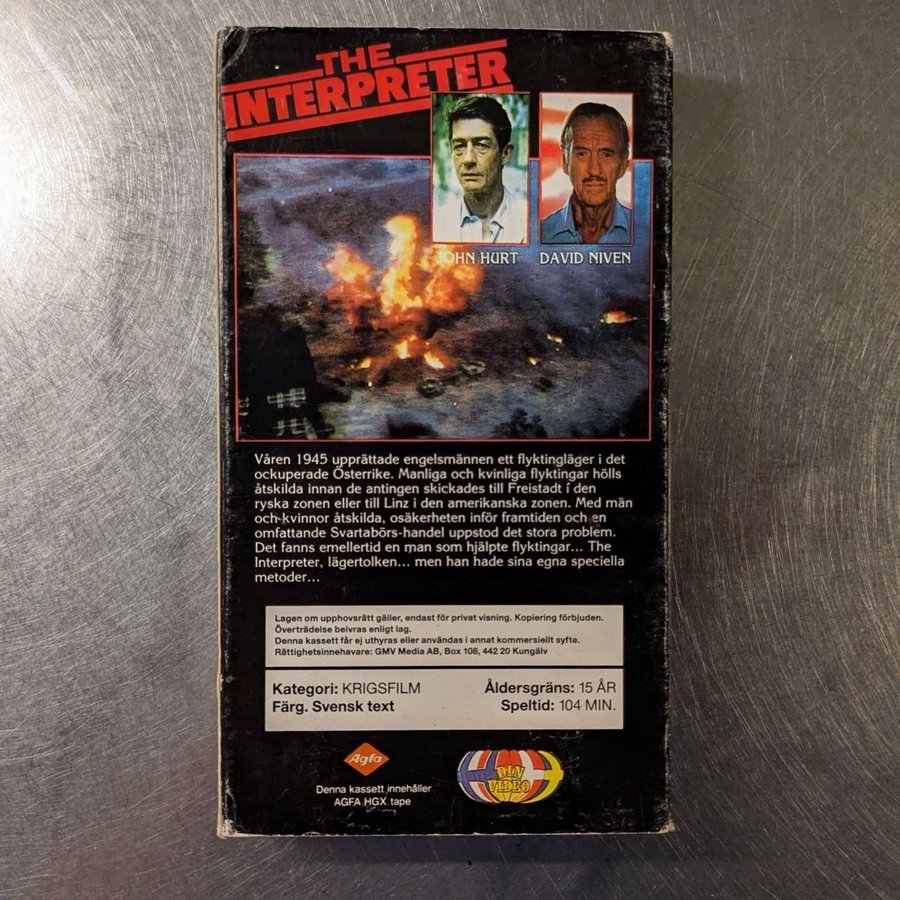 THE
INTERPRETER
JOHN HURT
DAVID NIVEN
Våren 1945 upprättade engelsmännen ett flyktingläger i det
ockuperade Österrike. Manliga och kvinliga flyktingar hölls
åtskilda innan de antingen skickades till Freistadt i den
ryska zonen eller till Linz i den amerikanska zonen. Med män
och kvinnor åtskilda, osäkerheten inför framtiden och en
omfattande Svartabörs-handel uppstod det stora problem.
Det fanns emellertid en man som hjälpte flyktingar... The
Interpreter, lägertolken... men han hade sina egna speciella
metoder...
Lagen om upphovsrätt gäller, endast för privat visning. Kopiering förbjuden.
Överträdelse beivras enligt lag.
Denna kassett får ej uthyras eller användas i annat kommersiellt syfte.
Rättighetsinnehavare: GMV Media AB, Box 108, 442 20 Kungälv
Kategori: KRIGSFILM
Åldersgräns: 15 ÅR
Färg. Svensk text
Speltid: 104 MIN.
Agfa
Denna kassett innehåller
AGFA HGX tape
DIN
VIDEO